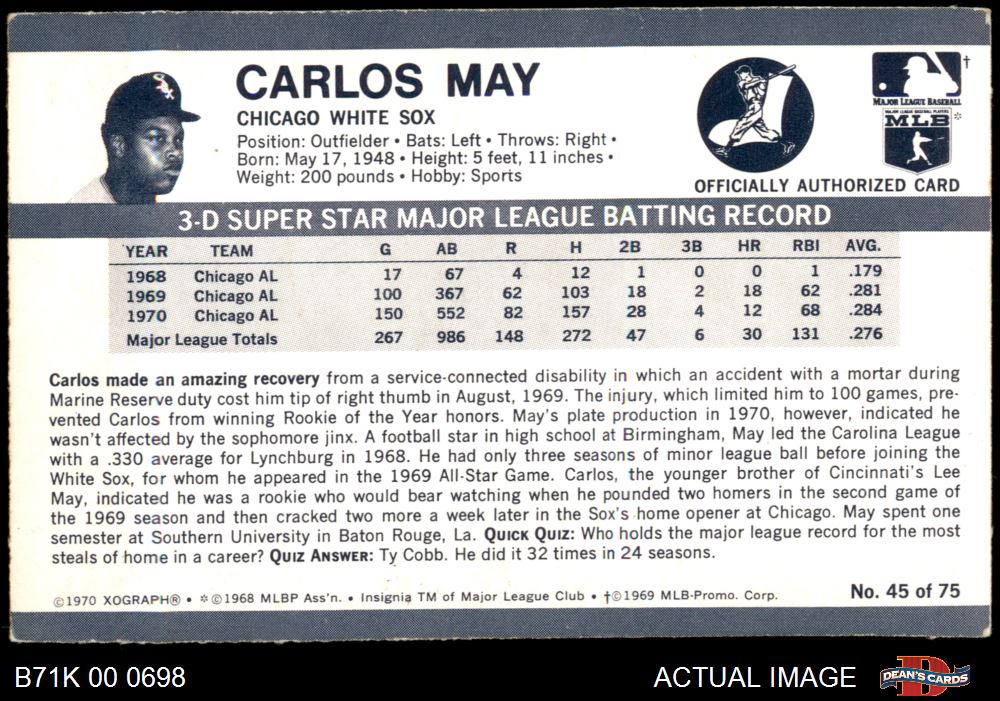 CARLOS MAY
CHICAGO WHITE SOX
Position: Outfielder • Bats: Left • Throws: Right •
Born: May 17, 1948 • Height: 5 feet, 11 inches •
Weight: 200 pounds • Hobby: Sports
†
MAJOR LEAGUE BASEBALL
MAJOR LEAGUE BASEBALL PLAYERS
MLB *
OFFICIALLY AUTHORIZED CARD
3-D SUPER STAR MAJOR LEAGUE BATTING RECORD
YEAR TEAM G AB R H 2B 3B HR RBI AVG.
1968 Chicago AL 17 67 4 12 1 0 0 1 .179
1969 Chicago AL 100 367 62 103 18 2 18 62 .281
1970 Chicago AL 150 552 82 157 28 4 12 68 .284
Major League Totals 267 986 148 272 47 6 30 131 .276
Carlos made an amazing recovery from a service-connected disability in which an accident with a mortar during
Marine Reserve duty cost him tip of right thumb in August, 1969. The injury, which limited him to 100 games, pre-
vented Carlos from winning Rookie of the Year honors. May's plate production in 1970, however, indicated he
wasn't affected by the sophomore jinx. A football star in high school at Birmingham, May led the Carolina League
with a .330 average for Lynchburg in 1968. He had only three seasons of minor league ball before joining the
White Sox, for whom he appeared in the 1969 All-Star Game. Carlos, the younger brother of Cincinnati's Lee
May, indicated he was a rookie who would bear watching when he pounded two homers in the second game of
the 1969 season and then cracked two more a week later in the Sox's home opener at Chicago. May spent one
semester at Southern University in Baton Rouge, La. QUICK QUIZ: Who holds the major league record for the most
steals of home in a career? QUIZ ANSWER: Ty Cobb. He did it 32 times in 24 seasons.
©1970 XOGRAPH® • *©1968 MLBP Ass'n. • Insignia TM of Major League Club • †©1969 MLB-Promo. Corp.
No. 45 of 75
B71K 00 0698
ACTUAL IMAGE
DEAN'S CARDS